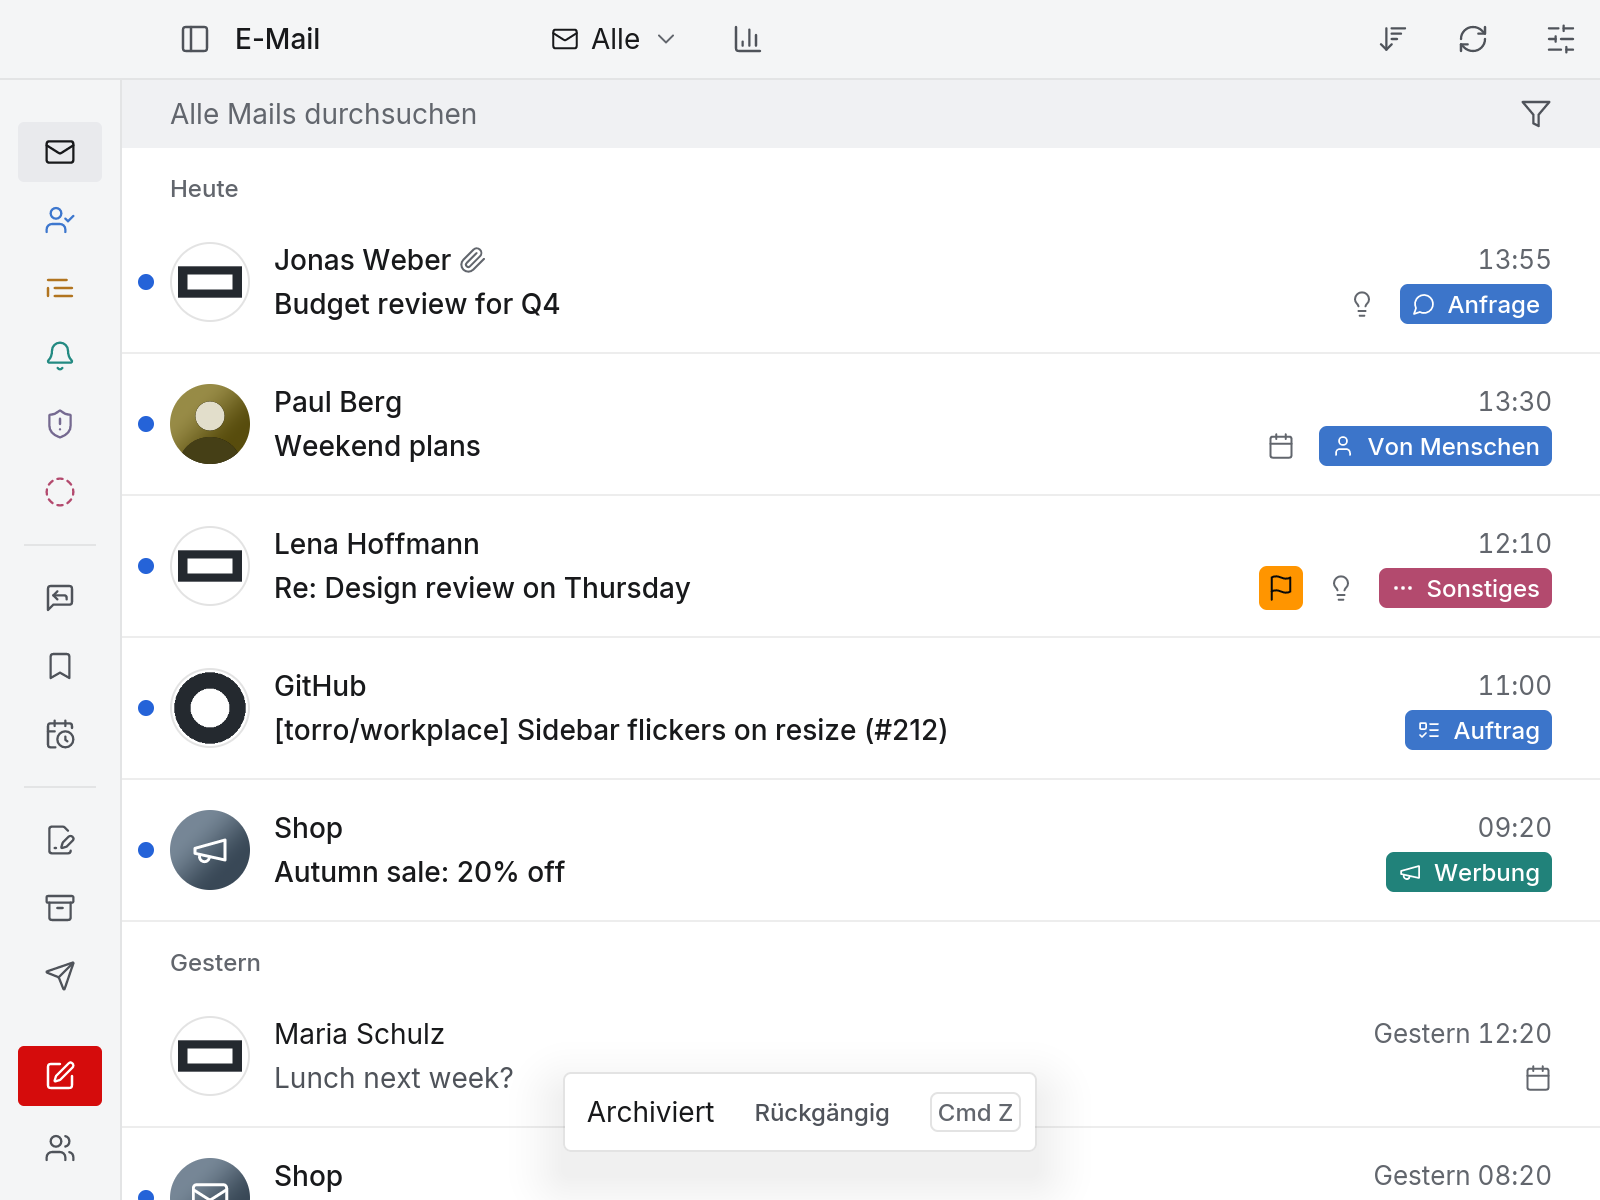 E-Mail
Alle
Alle Mails durchsuchen
Heute
Jonas Weber
13:55
Budget review for Q4
Anfrage
Paul Berg
13:30
Weekend plans
Von Menschen
Lena Hoffmann
12:10
Re: Design review on Thursday
Sonstiges
GitHub
11:00
[torro/workplace] Sidebar flickers on resize (#212)
Auftrag
Shop
09:20
Autumn sale: 20% off
Werbung
Gestern
Maria Schulz
Gestern 12:20
Lunch next week?
Archiviert Rückgängig Cmd Z
Shop
Gestern 08:20